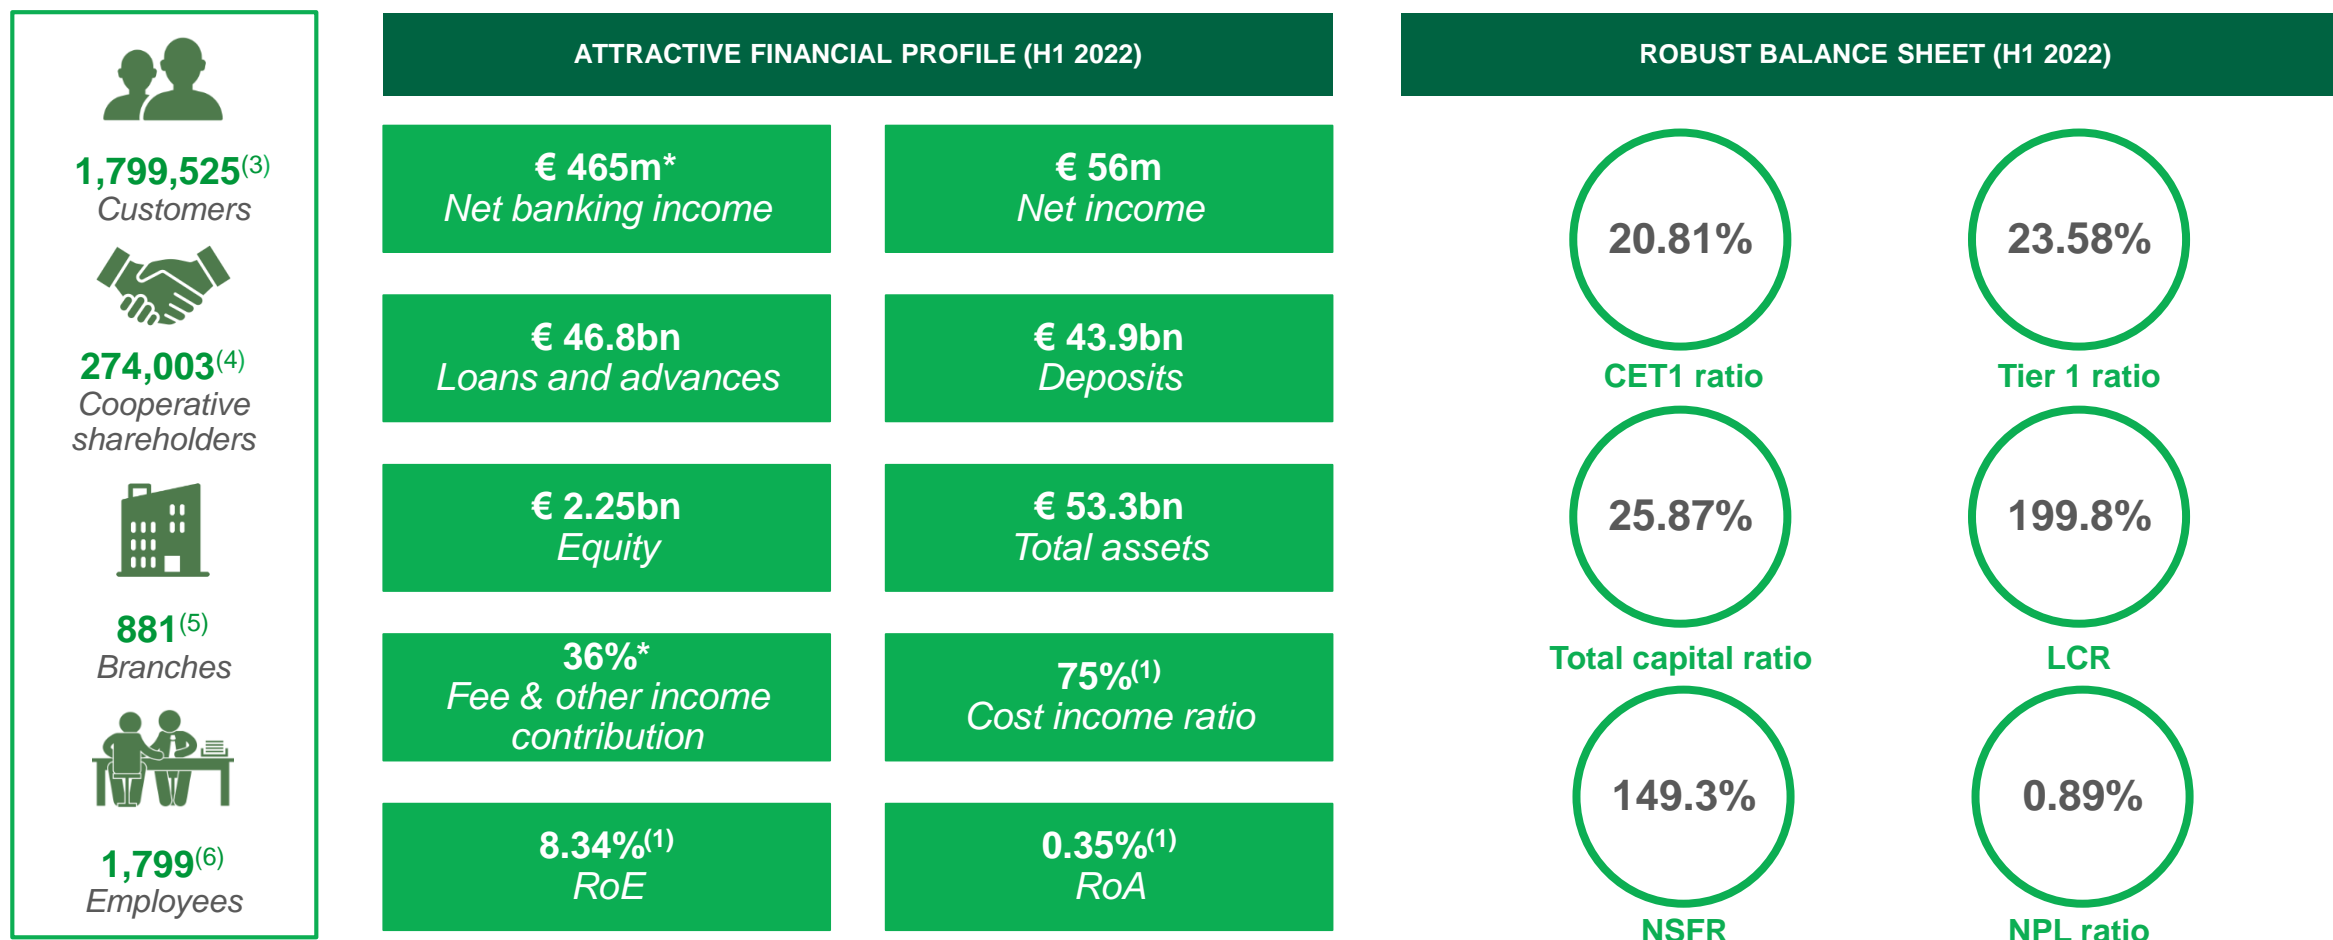 1,799,525(3)
Customers
274,003(4)
Cooperative
shareholders
881(5)
Branches
1,799(6)
Employees
ATTRACTIVE FINANCIAL PROFILE (H1 2022)
€ 465m*
Net banking income
€ 56m
Net income
€ 46.8bn
Loans and advances
€ 43.9bn
Deposits
€ 2.25bn
Equity
€ 53.3bn
Total assets
36%*
Fee & other income
contribution
75%(1)
Cost income ratio
8.34%(1)
RoE
0.35%(1)
RoA
ROBUST BALANCE SHEET (H1 2022)
20.81%
CET1 ratio
23.58%
Tier 1 ratio
25.87%
Total capital ratio
199.8%
LCR
149.3%
NSFR
0.89%
NPL ratio